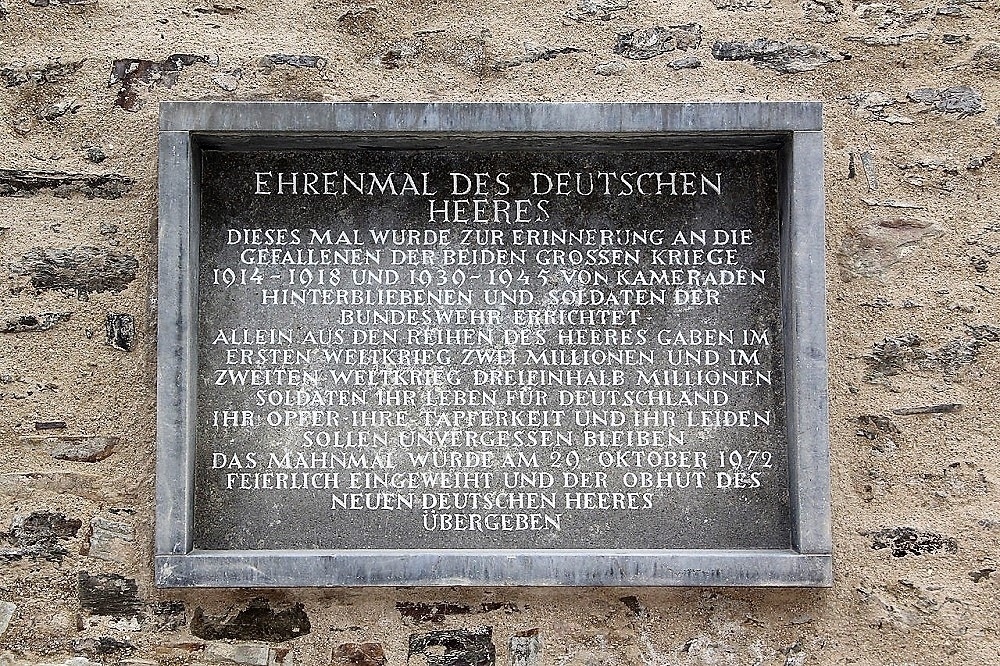 EHRENMAL DES DEUTSCHEN
HEERES
DIESES MAL WURDE ZUR ERINNERUNG AN DIE
GEFALLENEN DER BEIDEN GROSSEN KRIEGE
1914 - 1918 UND 1939 - 1945 VON KAMERADEN
HINTERBLIEBENEN UND SOLDATEN DER
BUNDESWEHR ERRICHTET
ALLEIN AUS DEN REIHEN DES HEERES GABEN IM
ERSTEN WELTKRIEG ZWEI MILLIONEN UND IM
ZWEITEN WELTKRIEG DREIEINHALB MILLIONEN
SOLDATEN IHR LEBEN FÜR DEUTSCHLAND
IHR OPFER IHRE TAPFERKEIT UND IHR LEIDEN
SOLLEN UNVERGESSEN BLEIBEN
DAS MAHNMAL WURDE AM 29. OKTOBER 1972
FEIERLICH EINGEWEIHT UND DER OBHUT DES
NEUEN DEUTSCHEN HEERES
ÜBERGEBEN